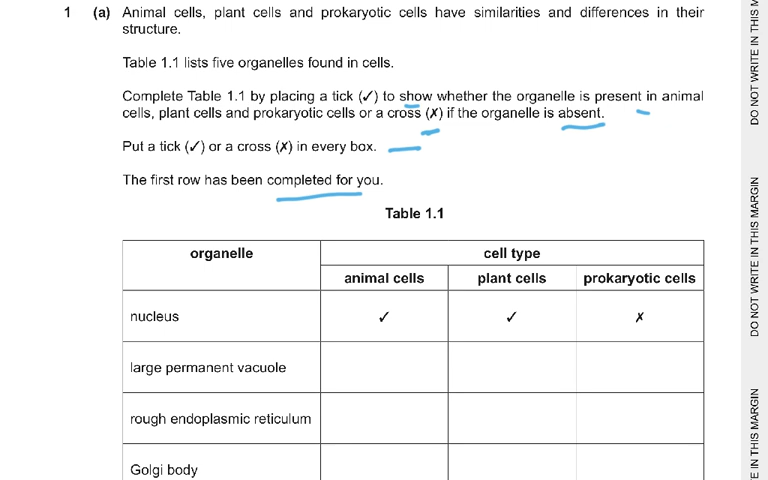 1 (a) Animal cells, plant cells and prokaryotic cells have similarities and differences in their
structure.
Table 1.1 lists five organelles found in cells.
Complete Table 1.1 by placing a tick (✓) to show whether the organelle is present in animal
cells, plant cells and prokaryotic cells or a cross (✗) if the organelle is absent.
Put a tick (✓) or a cross (✗) in every box.
The first row has been completed for you.
Table 1.1
organelle cell type
animal cells plant cells prokaryotic cells
nucleus ✓ ✓ ✗
large permanent vacuole
rough endoplasmic reticulum
Golgi body
DO NOT WRITE IN THIS M
DO NOT WRITE IN THIS MARGIN
E IN THIS MARGIN